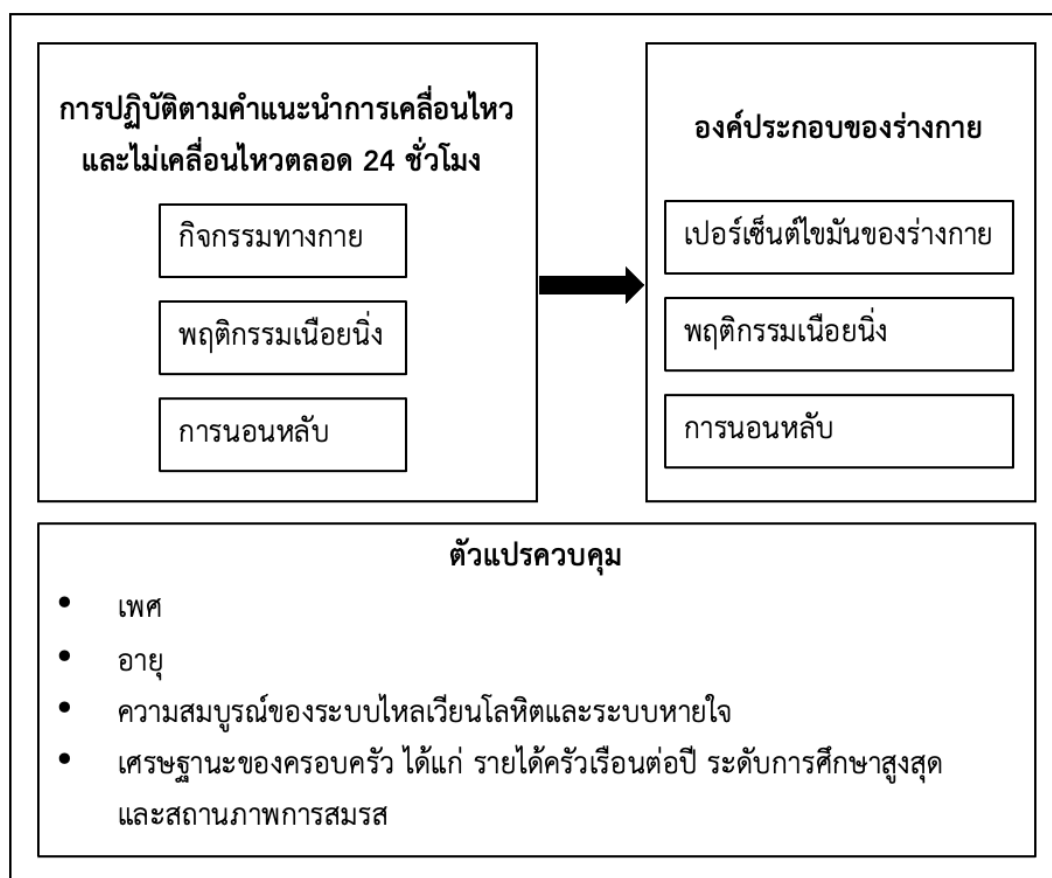 การปฏิบัติตามคำแนะนำการเคลื่อนไหว
และไม่เคลื่อนไหวตลอด 24 ชั่วโมง
กิจกรรมทางกาย
พฤติกรรมเนือยนิ่ง
การนอนหลับ
องค์ประกอบของร่างกาย
เปอร์เซ็นต์ไขมันของร่างกาย
พฤติกรรมเนือยนิ่ง
การนอนหลับ
ตัวแปรควบคุม
• เพศ
• อายุ
• ความสมบูรณ์ของระบบไหลเวียนโลหิตและระบบหายใจ
• เศรษฐานะของครอบครัว ได้แก่ รายได้ครัวเรือนต่อปี ระดับการศึกษาสูงสุด
และสถานภาพการสมรส